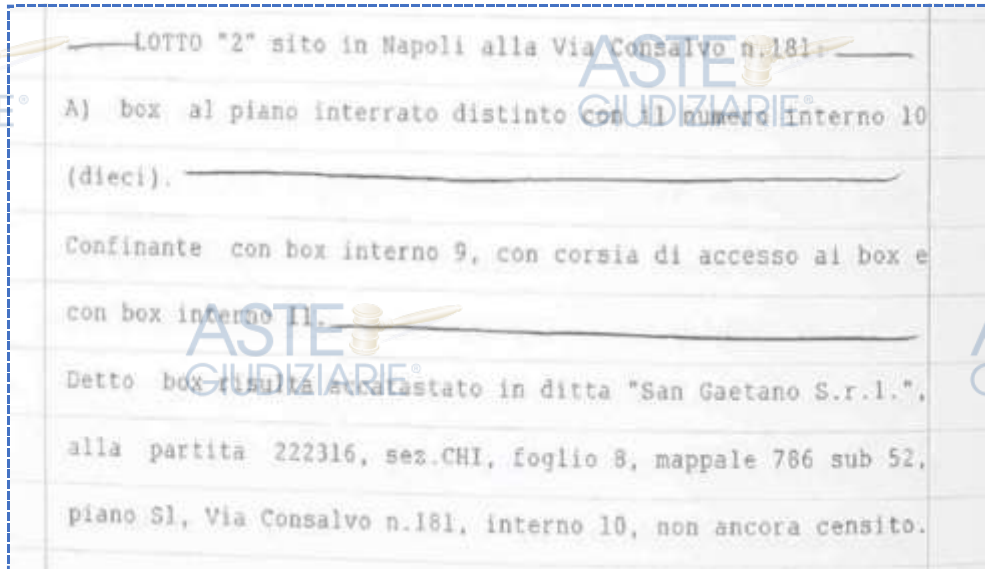 LOTTO "2" sito in Napoli alla Via Consalvo n.181:
A) box al piano interrato distinto con il numero interno 10
(dieci).
Confinante con box interno 9, con corsia di accesso ai box e
con box interno 11.
Detto box risulta accatastato in ditta "San Gaetano S.r.l.",
alla partita 222316, sez.CHI, foglio 8, mappale 786 sub 52,
piano S1, Via Consalvo n.181, interno 10, non ancora censito.
ASTE
GIUDIZIARIE®
ASTE
GIUDIZIARIE®